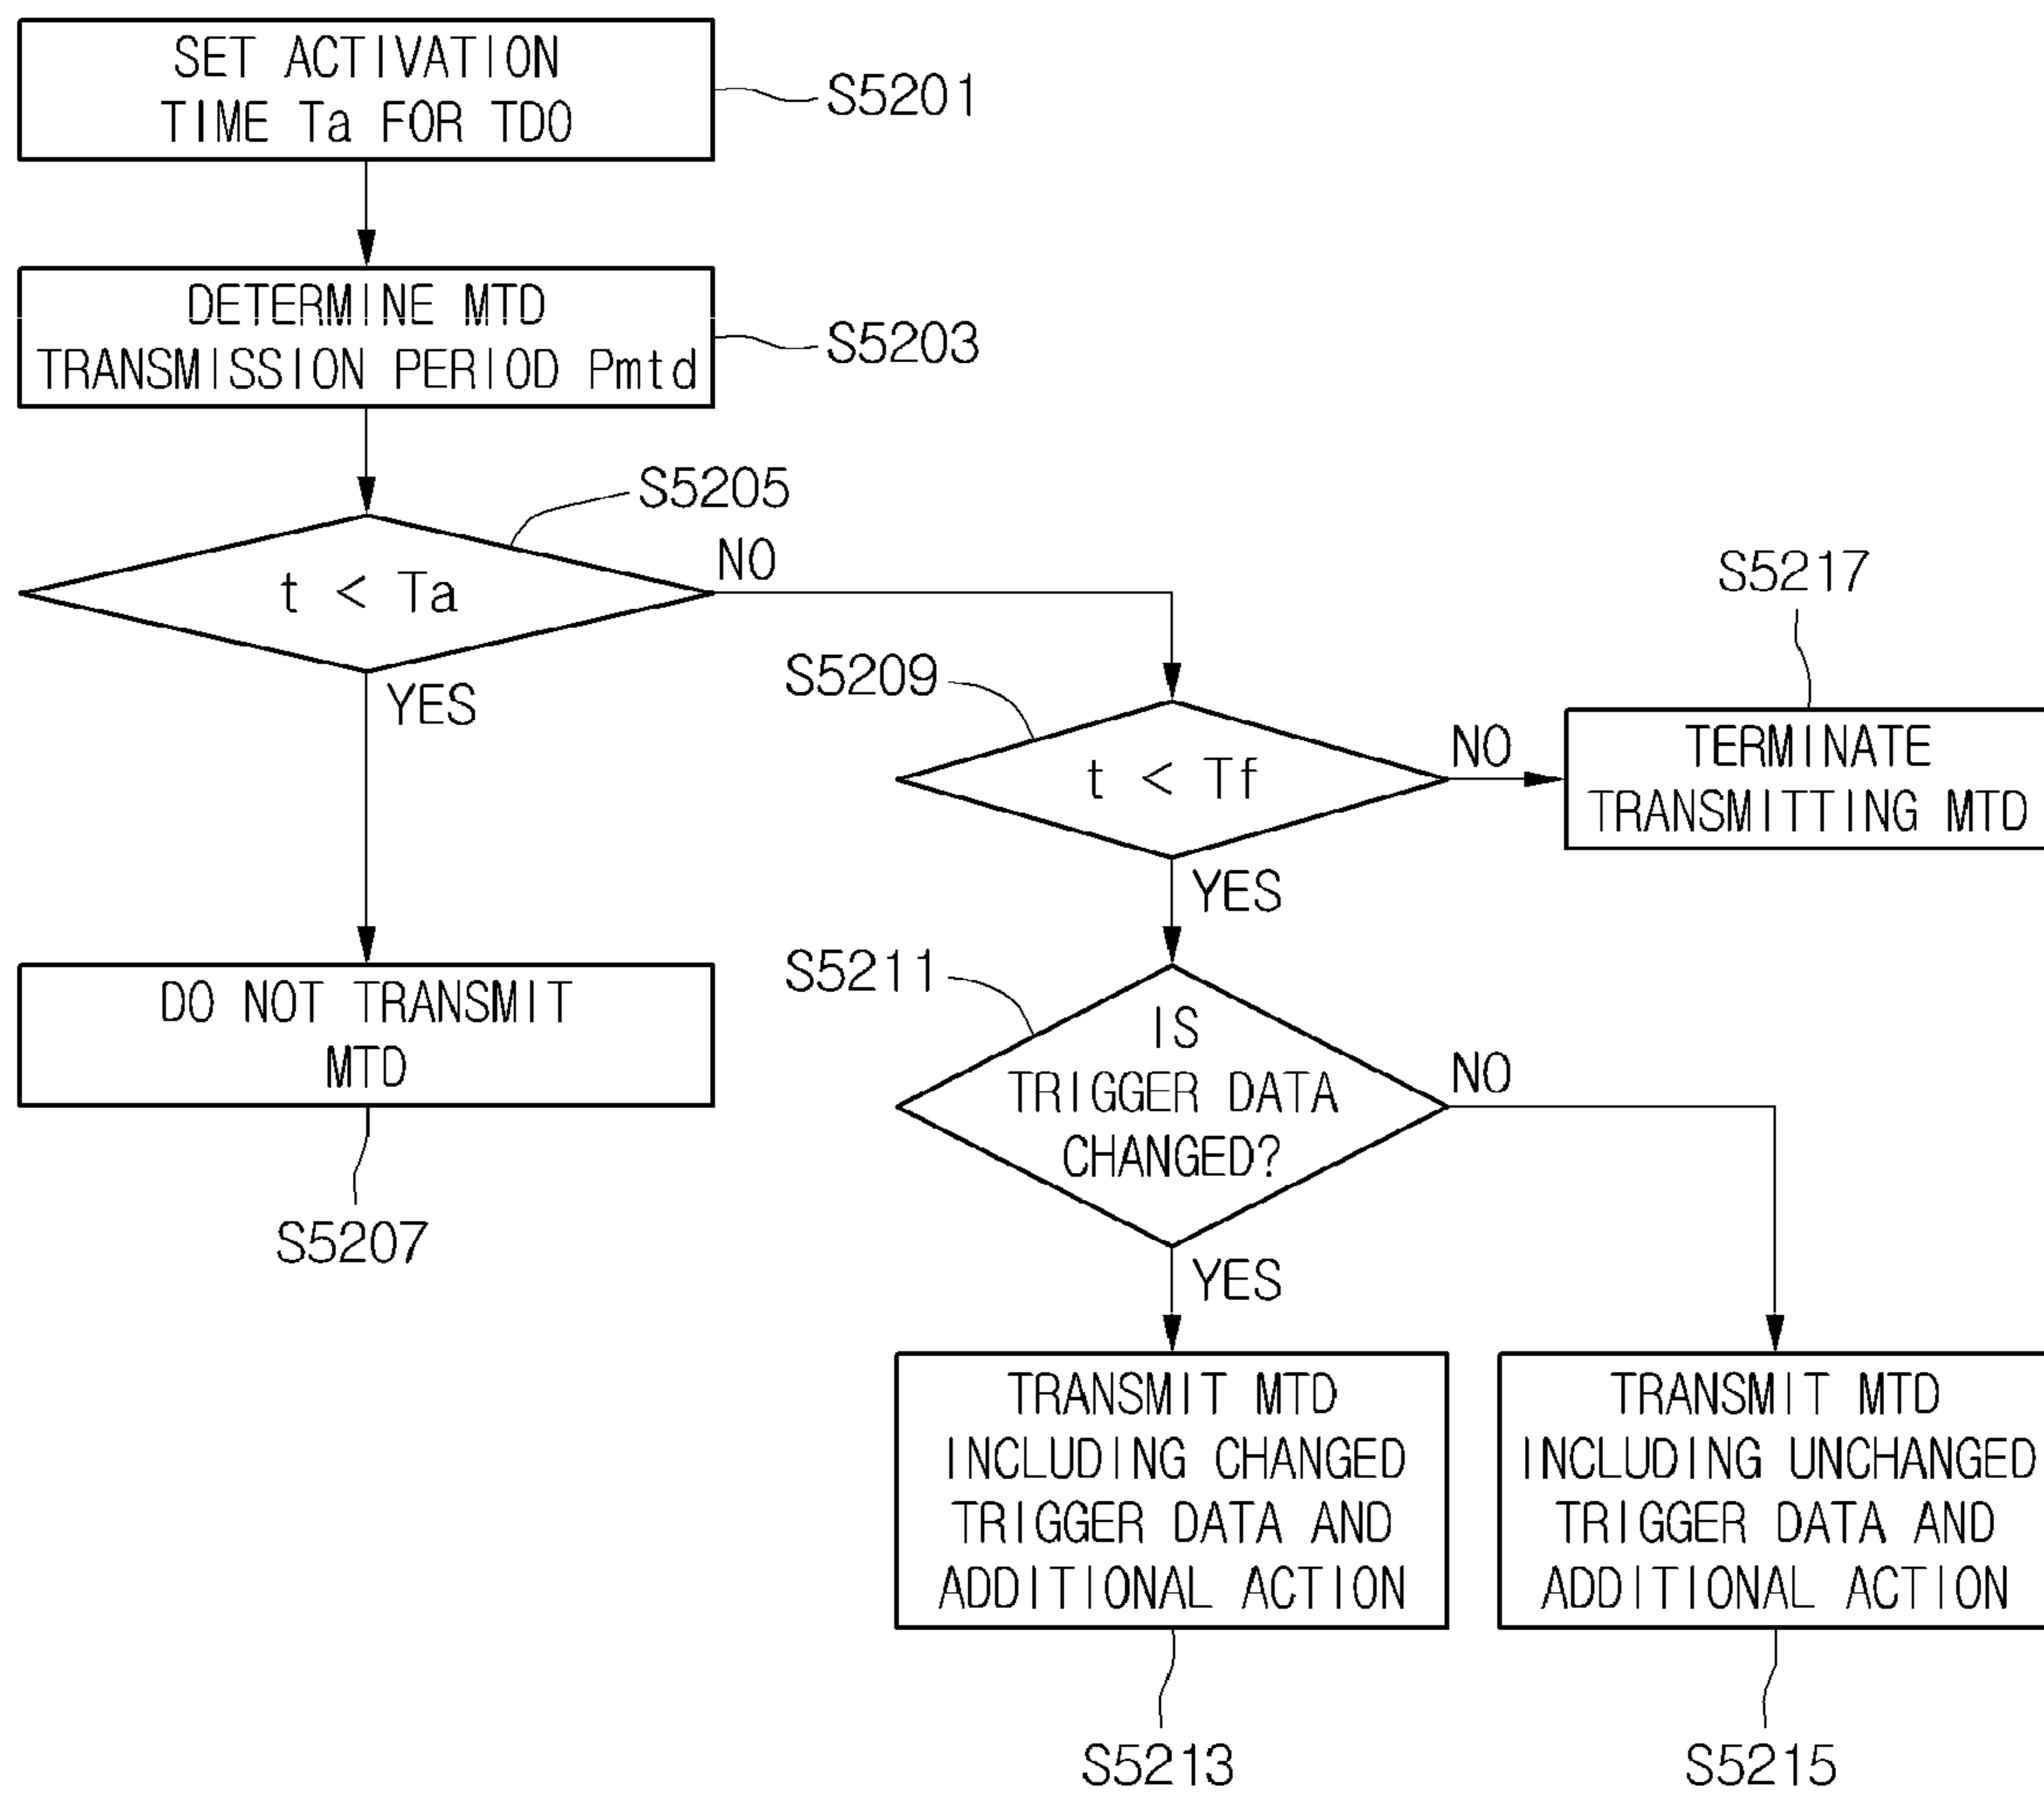 SET ACTIVATION
TIME Ta FOR TDO
S5201
DETERMINE MTD
TRANSMISSION PERIOD Pmtd
S5203
S5205
t < Ta
NO
YES
S5217
S5209
t < Tf
NO
TERMINATE
TRANSMITTING MTD
YES
DO NOT TRANSMIT
MTD
S5207
S5211
IS
TRIGGER DATA
CHANGED?
NO
YES
TRANSMIT MTD
INCLUDING CHANGED
TRIGGER DATA AND
ADDITIONAL ACTION
S5213
TRANSMIT MTD
INCLUDING UNCHANGED
TRIGGER DATA AND
ADDITIONAL ACTION
S5215